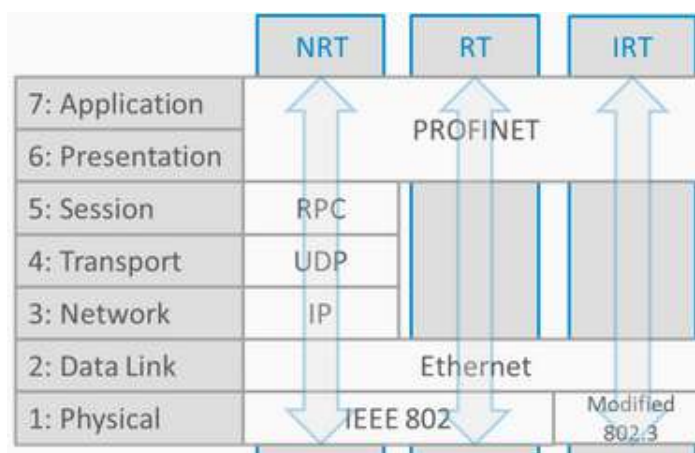 NRT RT IRT
7: Application
PROFINET
6: Presentation
5: Session RPC
4: Transport UDP
3: Network IP
2: Data Link Ethernet
1: Physical IEEE 802 Modified
802.3